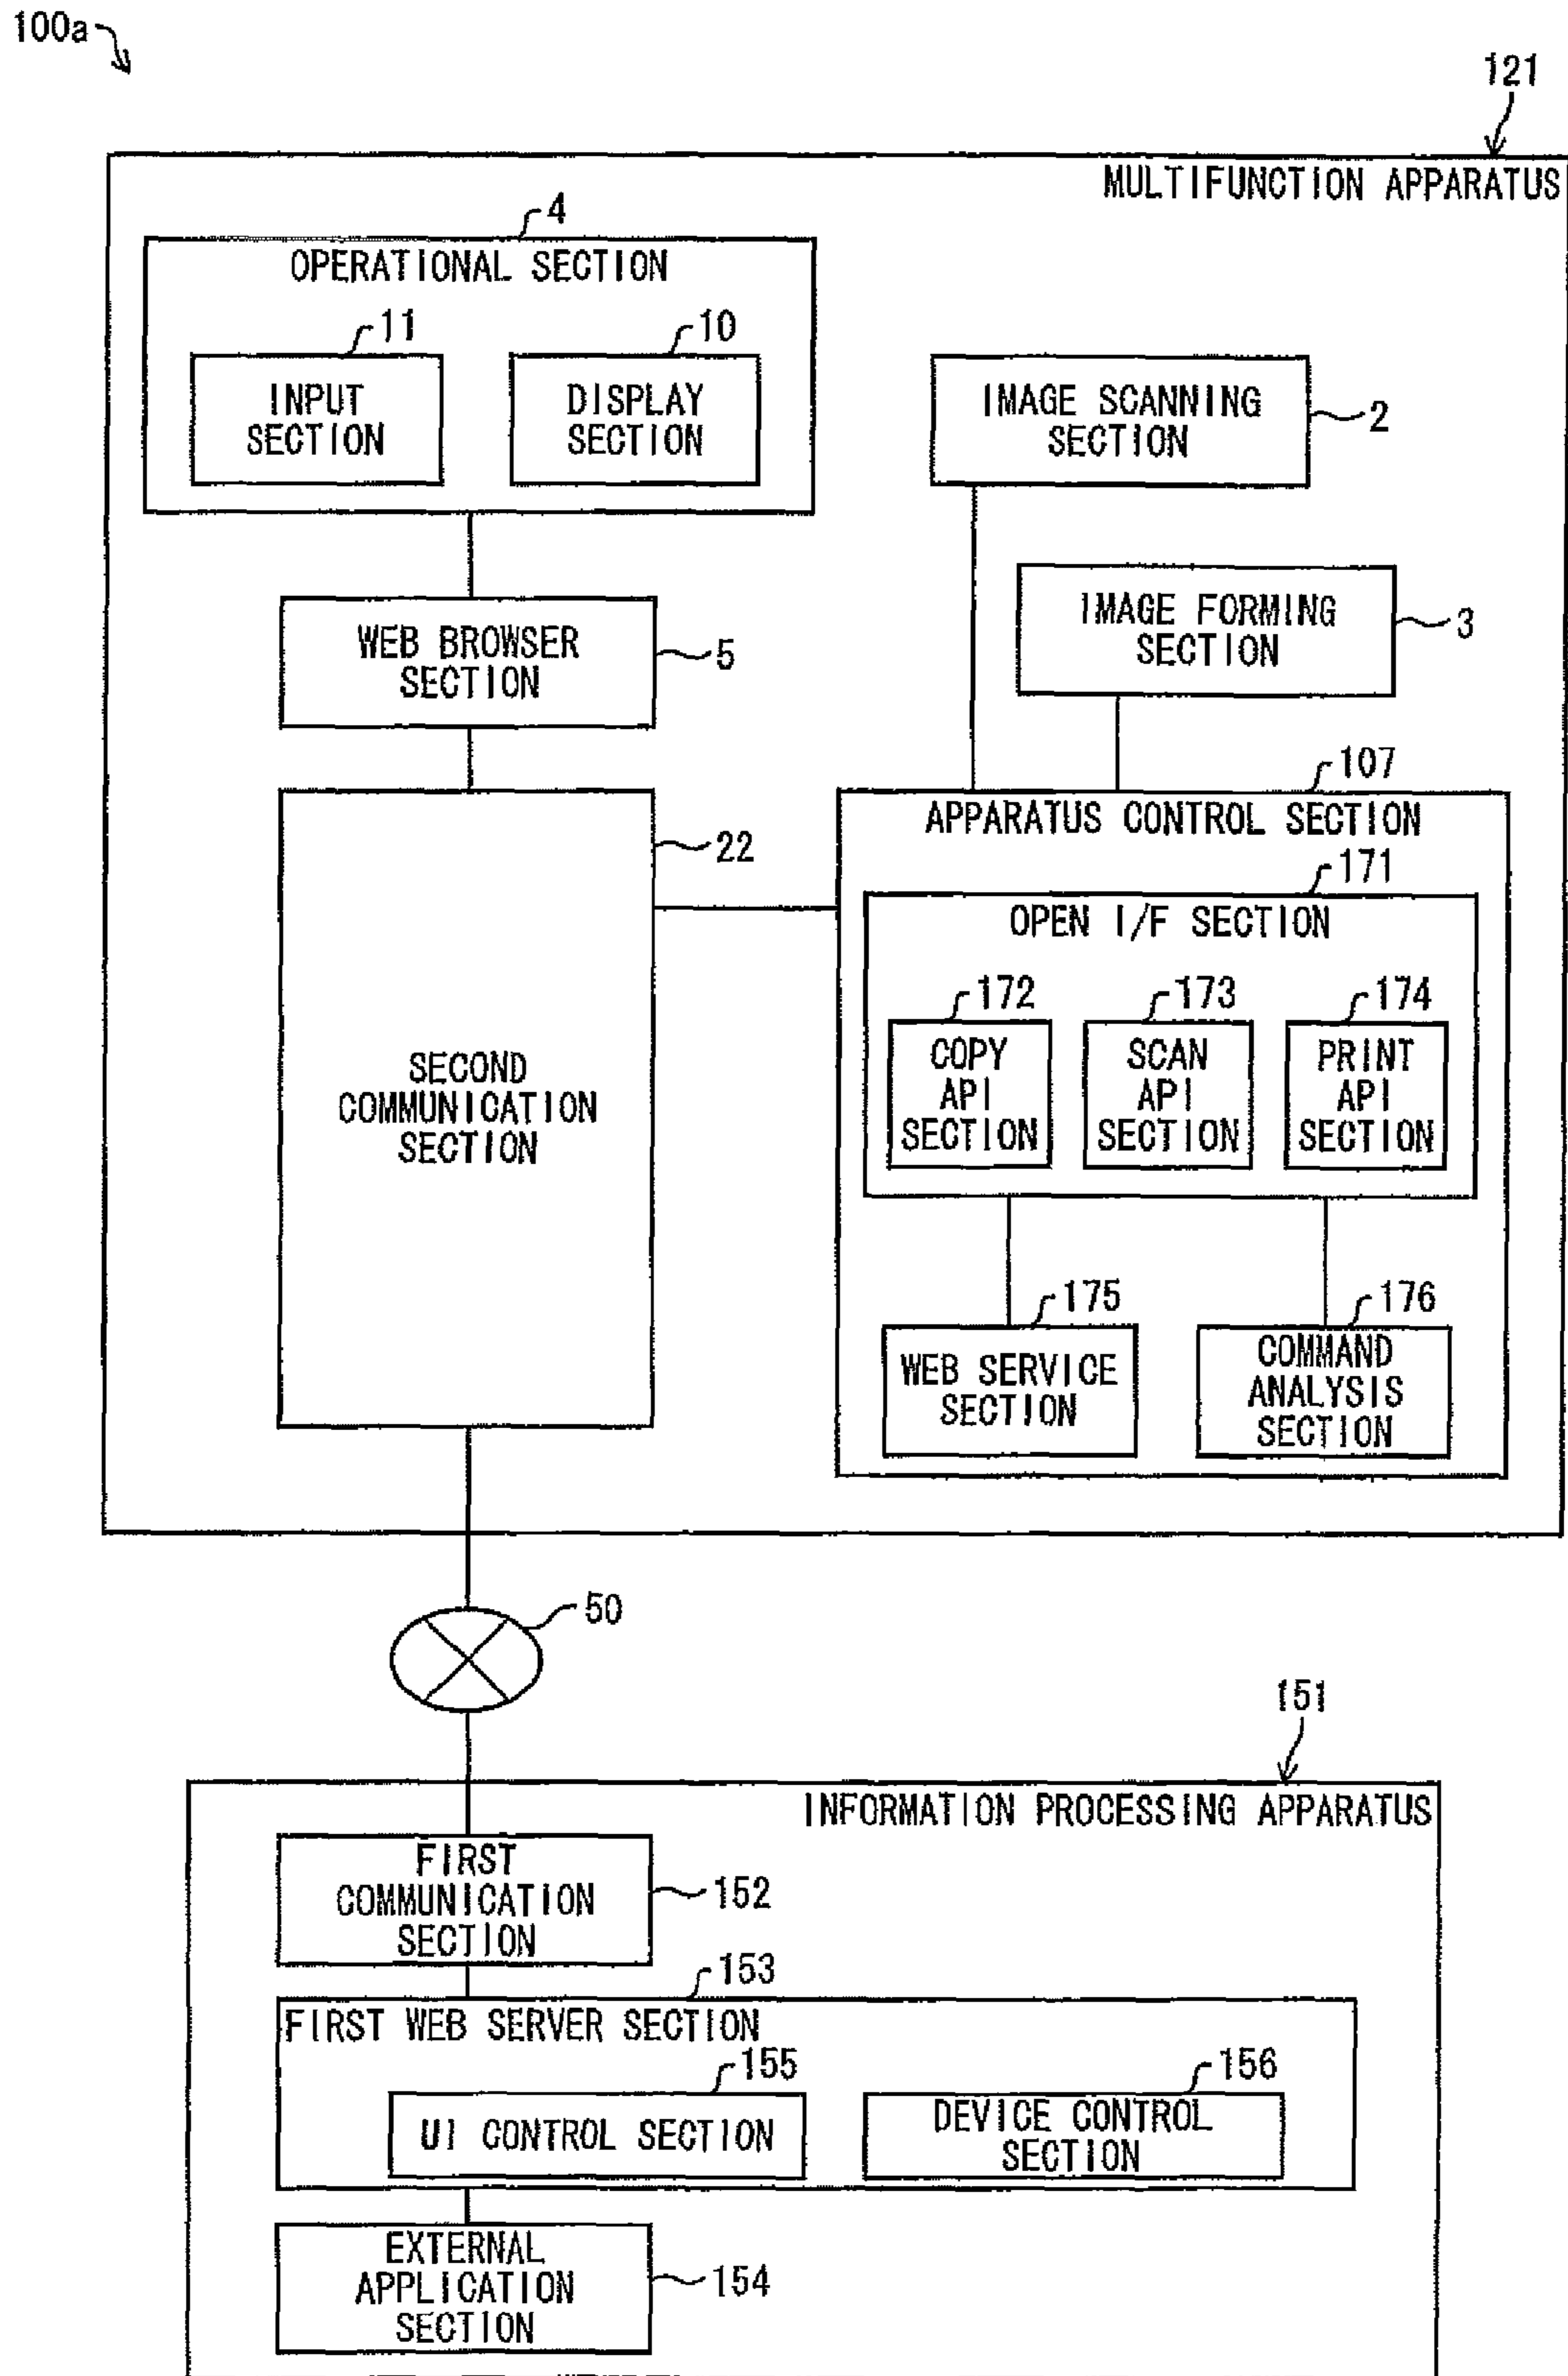 100a
121
MULTIFUNCTION APPARATUS
4
OPERATIONAL SECTION
11
10
INPUT
SECTION
DISPLAY
SECTION
IMAGE SCANNING
SECTION
2
IMAGE FORMING
SECTION
3
WEB BROWSER
SECTION
5
107
APPARATUS CONTROL SECTION
22
171
OPEN I/F SECTION
172
173
174
COPY
API
SECTION
SCAN
API
SECTION
PRINT
API
SECTION
SECOND
COMMUNICATION
SECTION
175
176
WEB SERVICE
SECTION
COMMAND
ANALYSIS
SECTION
50
151
INFORMATION PROCESSING APPARATUS
FIRST
COMMUNICATION
SECTION
152
153
FIRST WEB SERVER SECTION
155
156
UI CONTROL SECTION
DEVICE CONTROL
SECTION
EXTERNAL
APPLICATION
SECTION
154